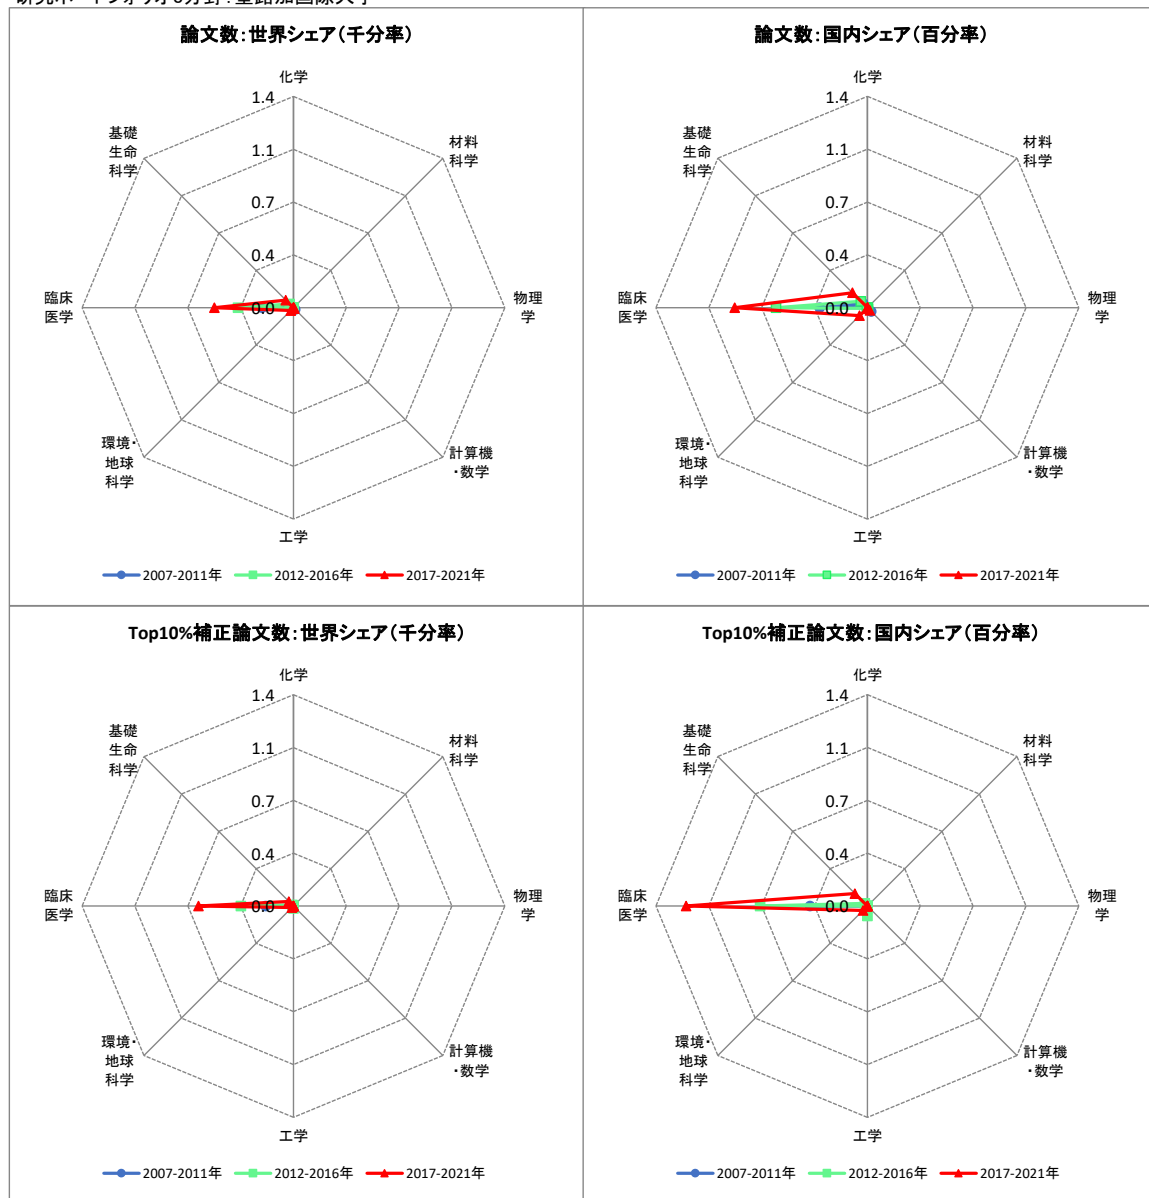 論文数：世界シェア（千分率）
化学
材料
科学
物理
学
計算機
・数学
工学
環境・
地球
科学
臨床
医学
基礎
生命
科学
1.4
1.1
0.7
0.4
0.0
2007-2011年 2012-2016年 2017-2021年
論文数：国内シェア（百分率）
化学
材料
科学
物理
学
計算機
・数学
工学
環境・
地球
科学
臨床
医学
基礎
生命
科学
1.4
1.1
0.7
0.4
0.0
2007-2011年 2012-2016年 2017-2021年
Top10%補正論文数：世界シェア（千分率）
化学
材料
科学
物理
学
計算機
・数学
工学
環境・
地球
科学
臨床
医学
基礎
生命
科学
1.4
1.1
0.7
0.4
0.0
2007-2011年 2012-2016年 2017-2021年
Top10%補正論文数：国内シェア（百分率）
化学
材料
科学
物理
学
計算機
・数学
工学
環境・
地球
科学
臨床
医学
基礎
生命
科学
1.4
1.1
0.7
0.4
0.0
2007-2011年 2012-2016年 2017-2021年